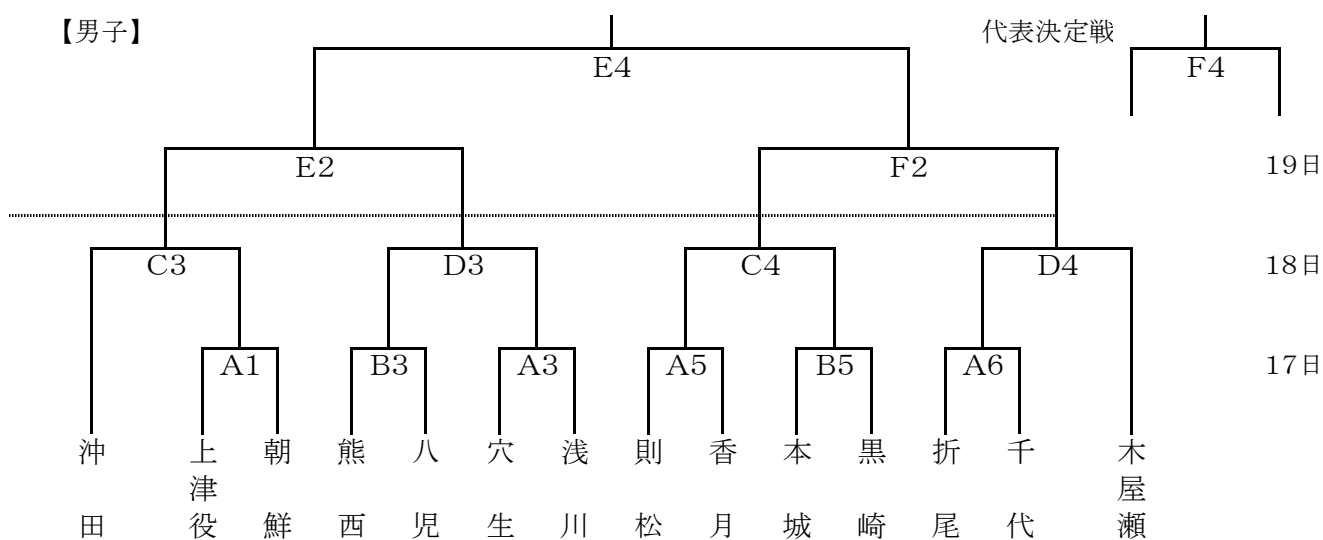 【男子】
代表決定戦
E4
F4
E2
F2
19日
C3
D3
C4
D4
18日
A1
B3
A3
A5
B5
A6
17日
沖田
上津役
朝鮮
熊西
八児
穴生
浅川
則松
香月
本城
黒崎
折尾
千代
木屋瀬